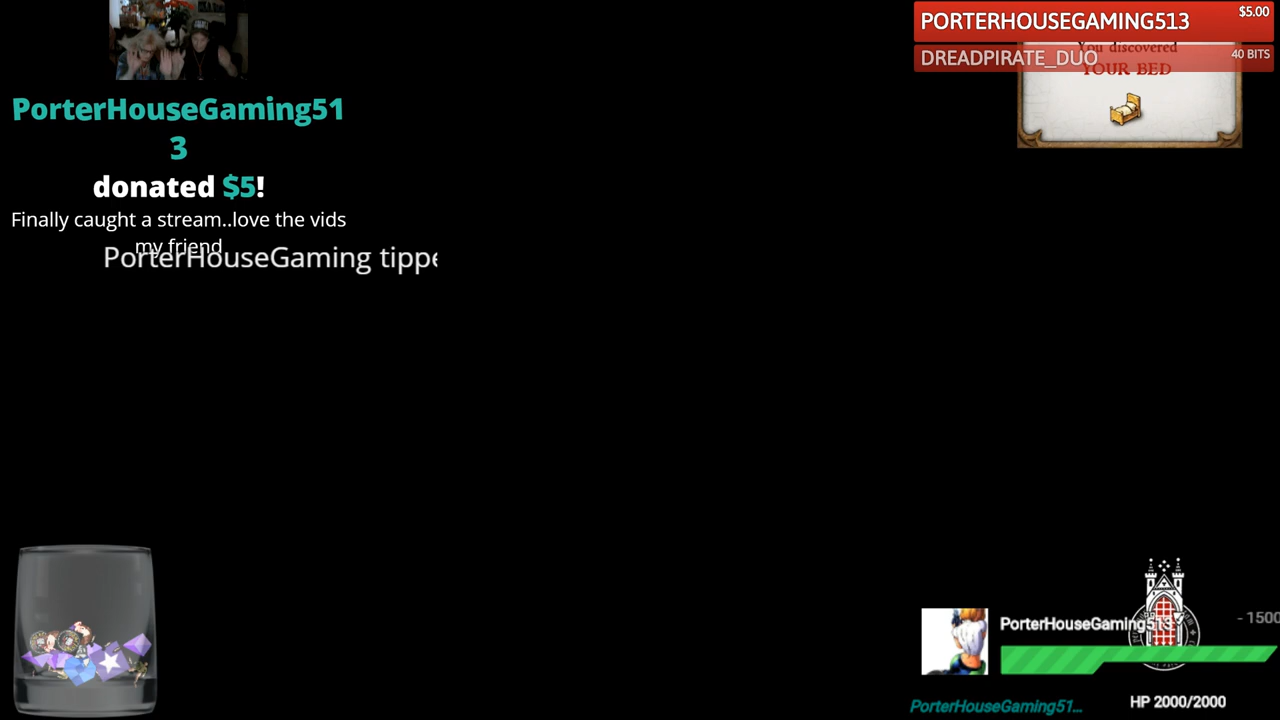 PORTERHOUSEGAMING513
$5.00
DREADPIRATE_DUO
40 BITS
You discovered
YOUR BED
PorterHouseGaming51
3
donated $5!
Finally caught a stream..love the vids
my friend
PorterHouseGaming tippe
PorterHouseGaming513
- 1500
PorterHouseGaming51...
HP 2000/2000